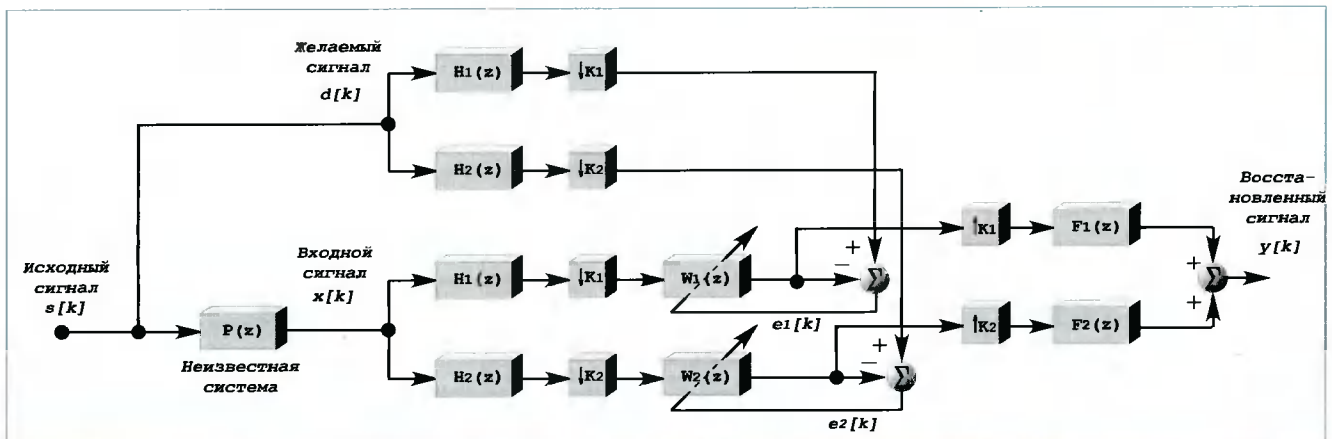 Желаемый
сигнал
d[k]
H1(z)
↓K1
H2(z)
↓K2
Исходный
сигнал
s[k]
P(z)
Неизвестная
система
Входной
сигнал
x[k]
H1(z)
↓K1
W1(z)
+
−
Σ
e1[k]
H2(z)
↓K2
W2(z)
+
−
Σ
e2[k]
↑K1
F1(z)
↑K2
F2(z)
+
+
Σ
Восста-
новленный
сигнал
y[k]